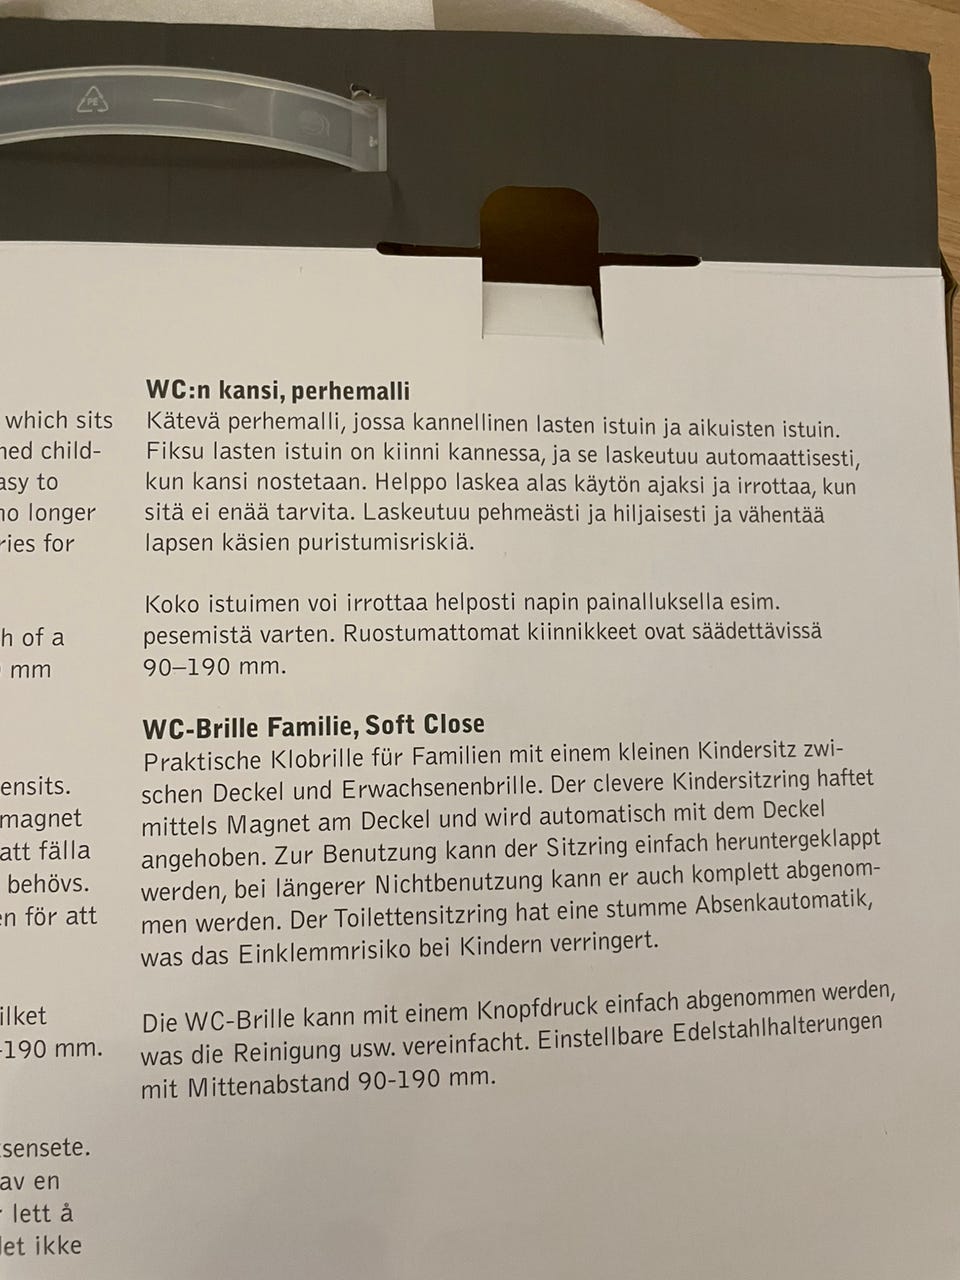 PE
which sits
ned child-
asy to
no longer
ries for
h of a
mm
ensits.
magnet
att fälla
behövs.
en för att
ilket
-190 mm.
sensete.
av en
lett å
let ikke
WC:n kansi, perhemalli
Kätevä perhemalli, jossa kannellinen lasten istuin ja aikuisten istuin.
Fiksu lasten istuin on kiinni kannessa, ja se laskeutuu automaattisesti,
kun kansi nostetaan. Helppo laskea alas käytön ajaksi ja irrottaa, kun
sitä ei enää tarvita. Laskeutuu pehmeästi ja hiljaisesti ja vähentää
lapsen käsien puristumisriskiä.
Koko istuimen voi irrottaa helposti napin painalluksella esim.
pesemistä varten. Ruostumattomat kiinnikkeet ovat säädettävissä
90–190 mm.
WC-Brille Familie, Soft Close
Praktische Klobrille für Familien mit einem kleinen Kindersitz zwi-
schen Deckel und Erwachsenenbrille. Der clevere Kindersitzring haftet
mittels Magnet am Deckel und wird automatisch mit dem Deckel
angehoben. Zur Benutzung kann der Sitzring einfach heruntergeklappt
werden, bei längerer Nichtbenutzung kann er auch komplett abgenom-
men werden. Der Toilettensitzring hat eine stumme Absenkautomatik,
was das Einklemmrisiko bei Kindern verringert.
Die WC-Brille kann mit einem Knopfdruck einfach abgenommen werden,
was die Reinigung usw. vereinfacht. Einstellbare Edelstahlhalterungen
mit Mittenabstand 90-190 mm.